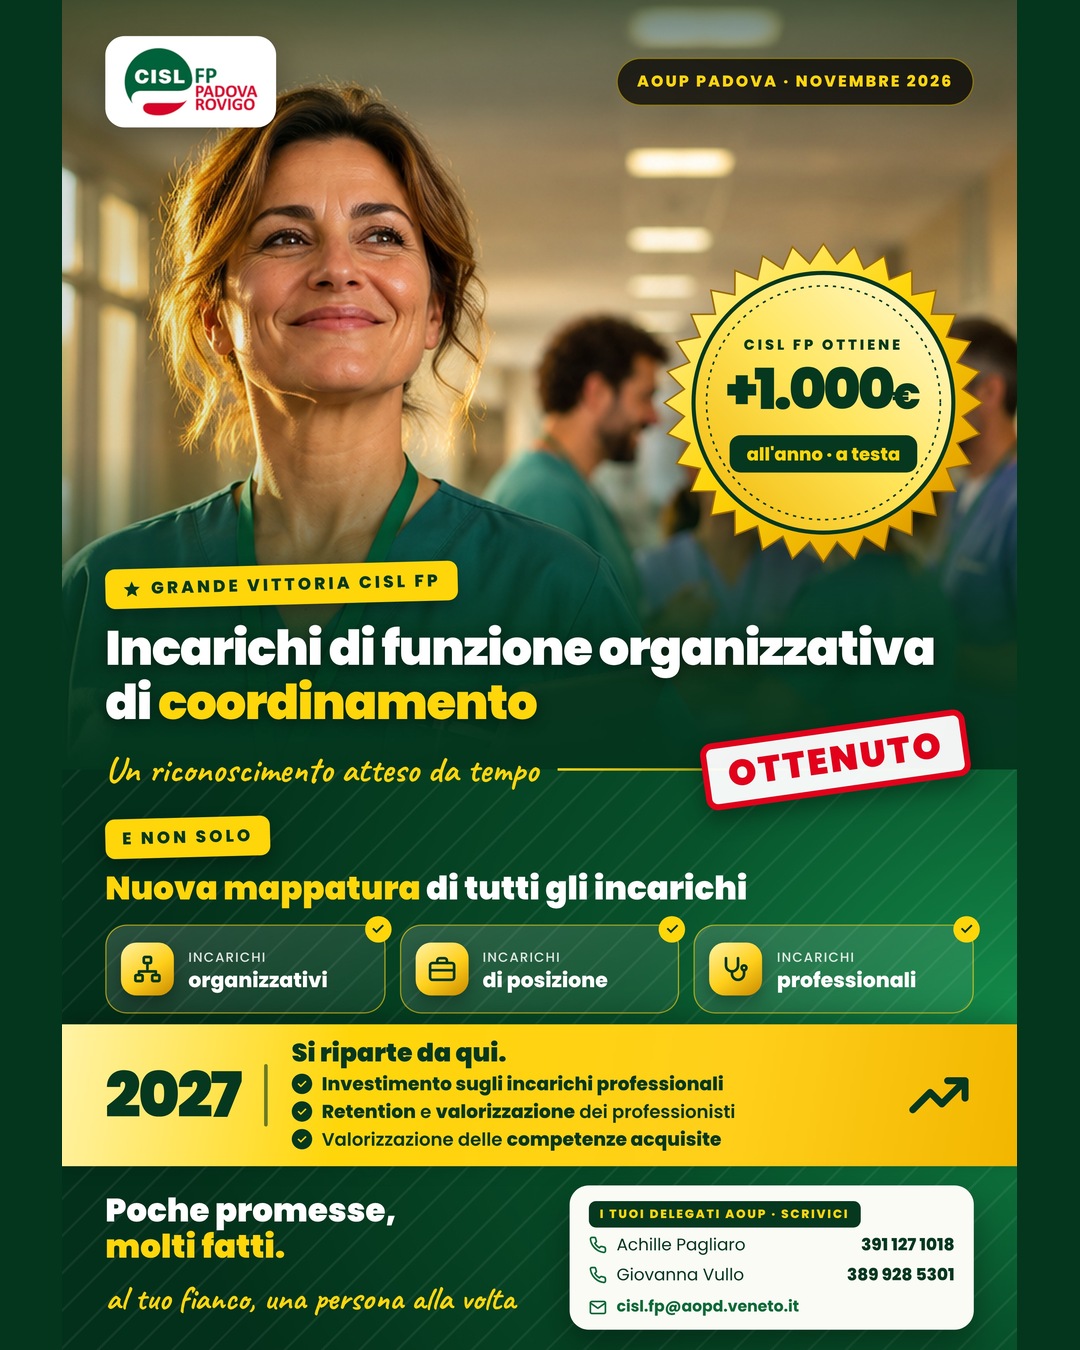 CISL FP
PADOVA
ROVIGO
AOUP PADOVA · NOVEMBRE 2026
CISL FP OTTIENE
+1.000€
all'anno · a testa
GRANDE VITTORIA CISL FP
Incarichi di funzione organizzativa
di coordinamento
Un riconoscimento atteso da tempo
OTTENUTO
E NON SOLO
Nuova mappatura di tutti gli incarichi
INCARICHI
organizzativi
INCARICHI
di posizione
INCARICHI
professionali
2027
Si riparte da qui.
Investimento sugli incarichi professionali
Retention e valorizzazione dei professionisti
Valorizzazione delle competenze acquisite
Poche promesse,
molti fatti.
al tuo fianco, una persona alla volta
I TUOI DELEGATI AOUP · SCRIVICI
Achille Pagliaro 391 127 1018
Giovanna Vullo 389 928 5301
cisl.fp@aopd.veneto.it